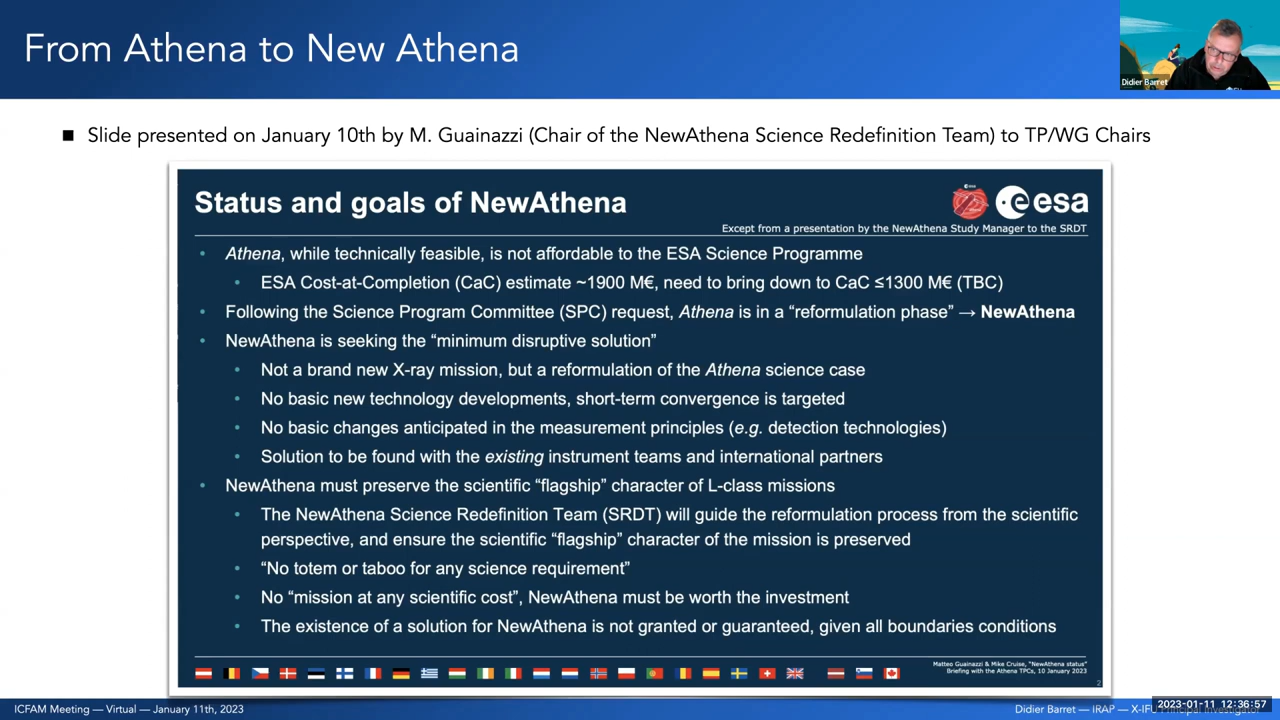 From Athena to New Athena
Didier Barret
■ Slide presented on January 10th by M. Guainazzi (Chair of the NewAthena Science Redefinition Team) to TP/WG Chairs
Status and goals of NewAthena
esa
Except from a presentation by the NewAthena Study Manager to the SRDT
• Athena, while technically feasible, is not affordable to the ESA Science Programme
• ESA Cost-at-Completion (CaC) estimate ~1900 M€, need to bring down to CaC ≤1300 M€ (TBC)
• Following the Science Program Committee (SPC) request, Athena is in a “reformulation phase” → NewAthena
• NewAthena is seeking the “minimum disruptive solution”
• Not a brand new X-ray mission, but a reformulation of the Athena science case
• No basic new technology developments, short-term convergence is targeted
• No basic changes anticipated in the measurement principles (e.g. detection technologies)
• Solution to be found with the existing instrument teams and international partners
• NewAthena must preserve the scientific “flagship” character of L-class missions
• The NewAthena Science Redefinition Team (SRDT) will guide the reformulation process from the scientific
perspective, and ensure the scientific “flagship” character of the mission is preserved
• “No totem or taboo for any science requirement”
• No “mission at any scientific cost”, NewAthena must be worth the investment
• The existence of a solution for NewAthena is not granted or guaranteed, given all boundaries conditions
Matteo Guainazzi & Mike Cruise, “NewAthena status”
Briefing with the Athena TPCs, 10 January 2023
2
ICFAM Meeting — Virtual — January 11th, 2023
Didier Barret — IRAP — X-IFU Principal Investigator
2023-01-11 12:36:57